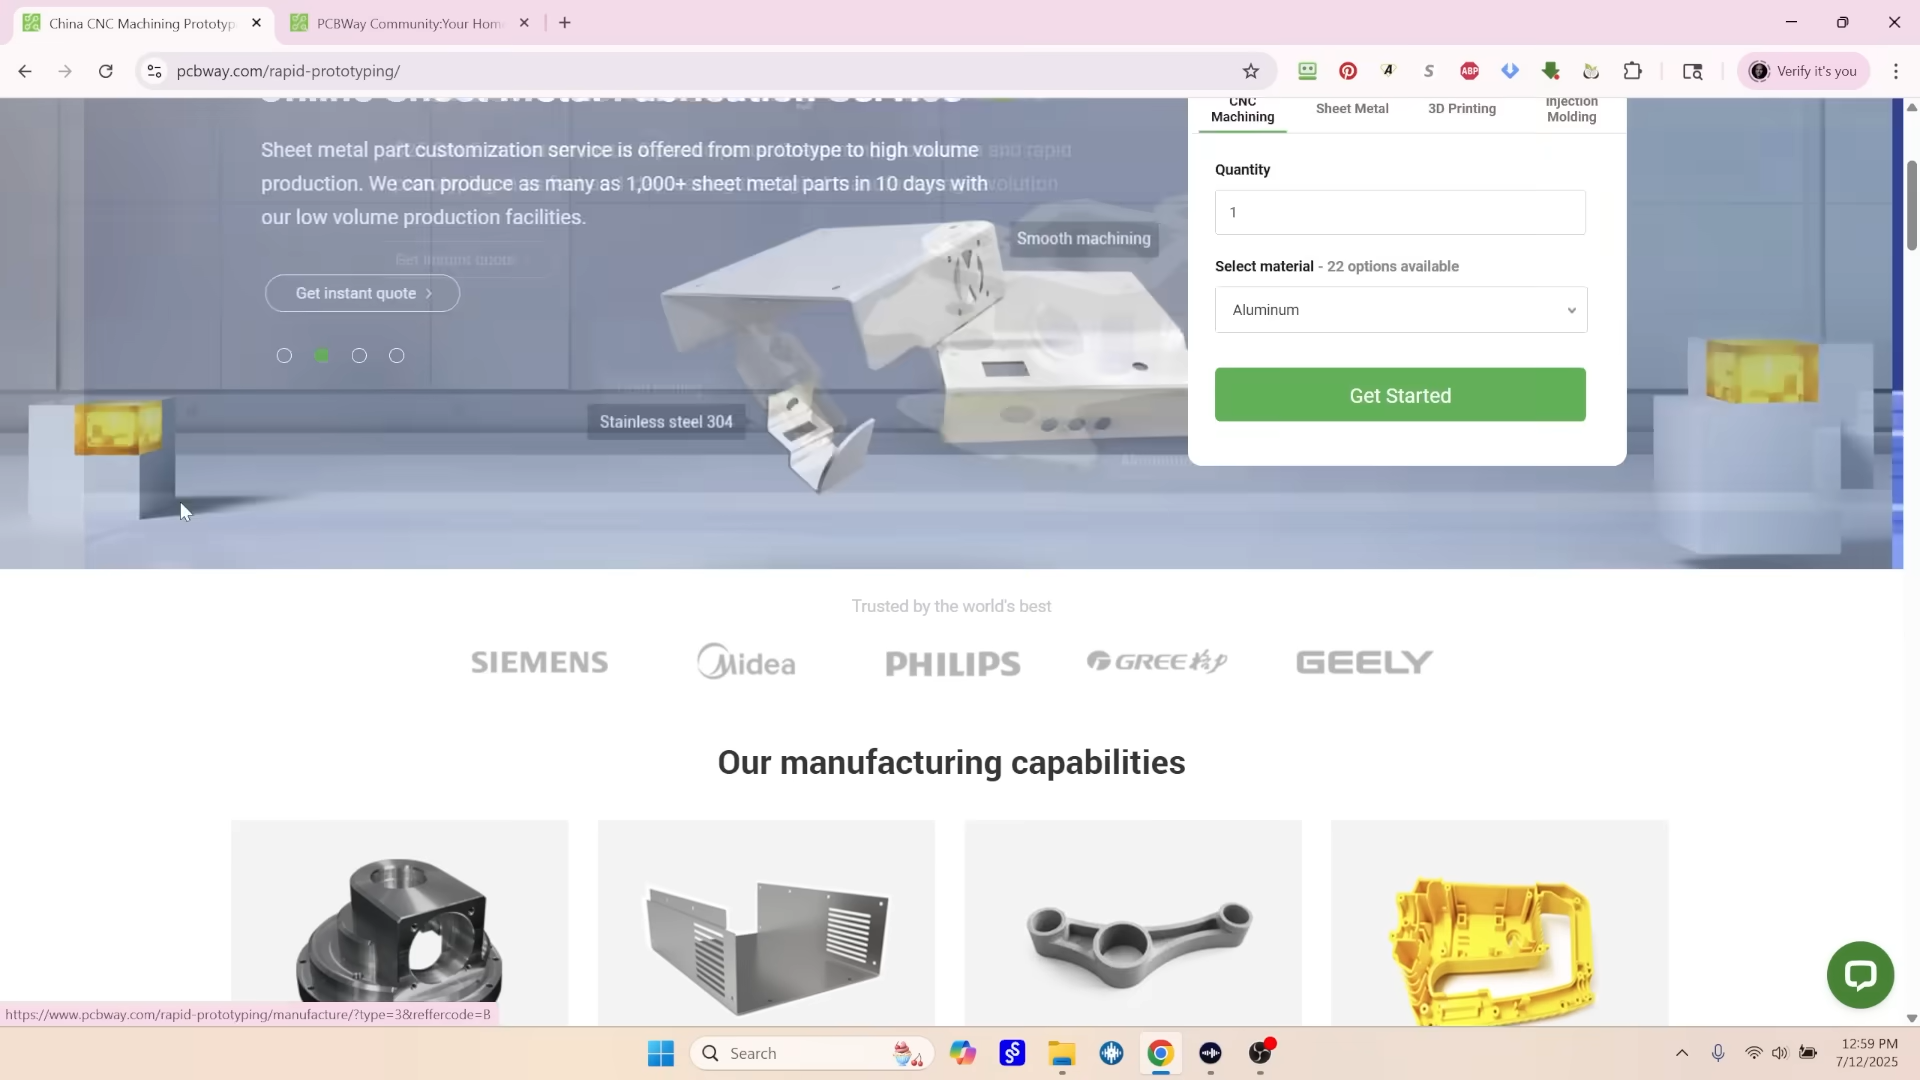 China CNC Machining Prototyp
PCBWay Community:Your Hom
pcbway.com/rapid-prototyping/
ABP
Verify it's you
Online Sheet Metal Fabrication Service
Sheet metal part customization service is offered from prototype to high volume
production. We can produce as many as 1,000+ sheet metal parts in 10 days with
our low volume production facilities.
Get instant quote
Get instant quote
Smooth machining
Stainless steel 304
CNC
Machining
Sheet Metal
3D Printing
Injection
Molding
Quantity
1
Select material - 22 options available
Aluminum
Get Started
Trusted by the world's best
SIEMENS
Midea
PHILIPS
GREE格力
GEELY
Our manufacturing capabilities
https://www.pcbway.com/rapid-prototyping/manufacture/?type=3&reffercode=B
Search
12:59 PM
7/12/2025